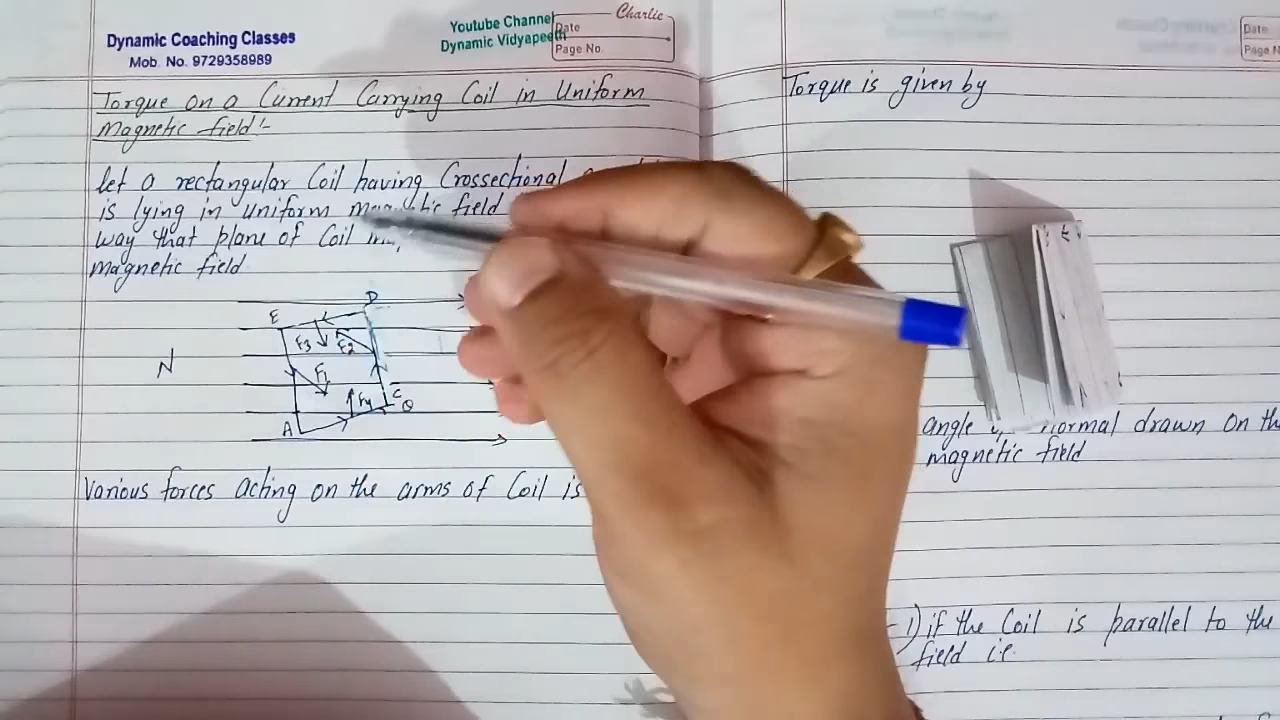 Dynamic Coaching Classes
Mob. No. 9729358989
Youtube Channel
Dynamic Vidyapeeth
Charlie
Date
Page No.
Torque on a Current Carrying Coil in Uniform
Magnetic field:-
let a rectangular Coil having Crossectional
is lying in uniform magnetic field
way that plane of Coil
magnetic field
E D
F3 F2
N
F1
F4 C
Q
A
Various forces acting on the arms of Coil is
Date
Page N
Torque is given by
angle normal drawn on the
magnetic field
1) if the Coil is parallel to the
field i.e.